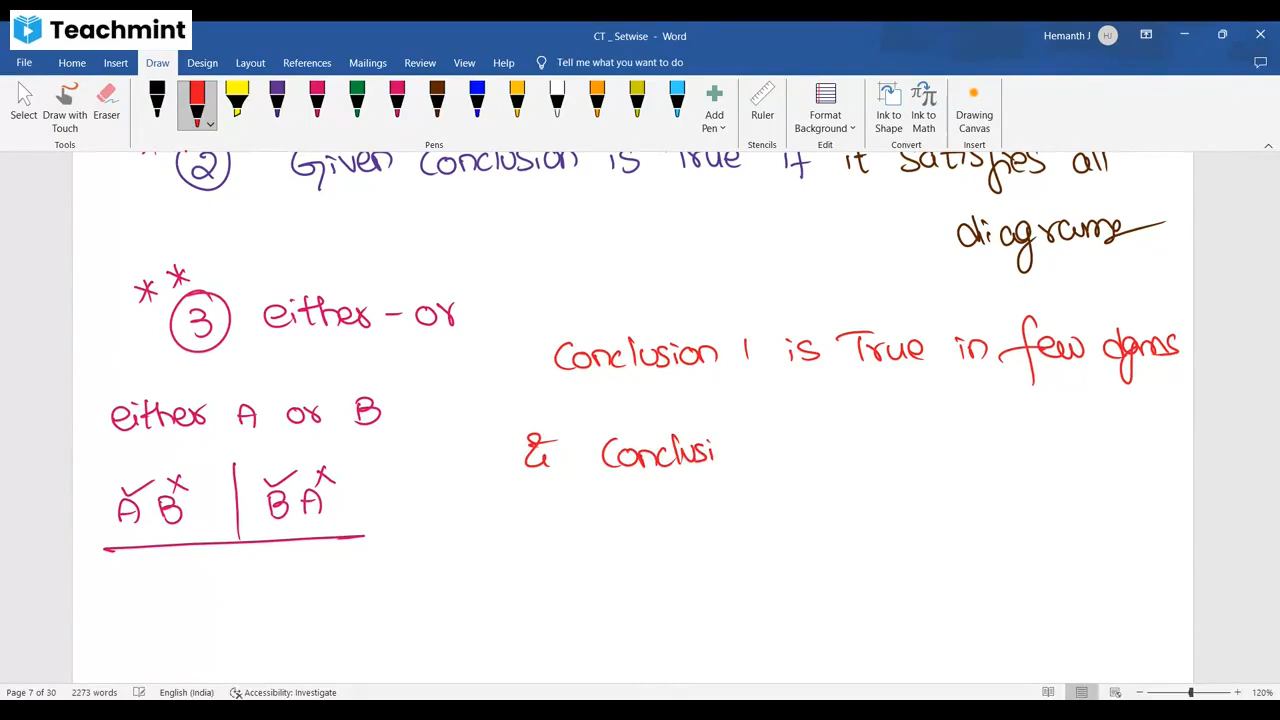 Teachmint
CT _ Setwise - Word
Hemanth J
HJ
File Home Insert Draw Design Layout References Mailings Review View Help Tell me what you want to do
Select Draw with Touch Eraser Add Pen Ruler Format Background Ink to Shape Ink to Math Drawing Canvas
Tools Pens Stencils Edit Convert Insert
2 Given Conclusion is True if it satisfies all
diagrams
** 3 either - or
Conclusion 1 is True in few dgms
either A or B
& Conclusi
A✓ B✗ | B✓ A✗
Page 7 of 30 2273 words English (India) Accessibility: Investigate 120%